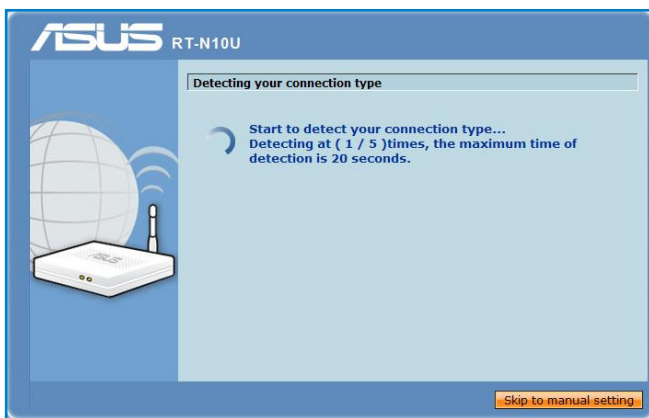 ASUS RT-N10U
Detecting your connection type
Start to detect your connection type...
Detecting at ( 1 / 5 )times, the maximum time of
detection is 20 seconds.
ASUS
Skip to manual setting